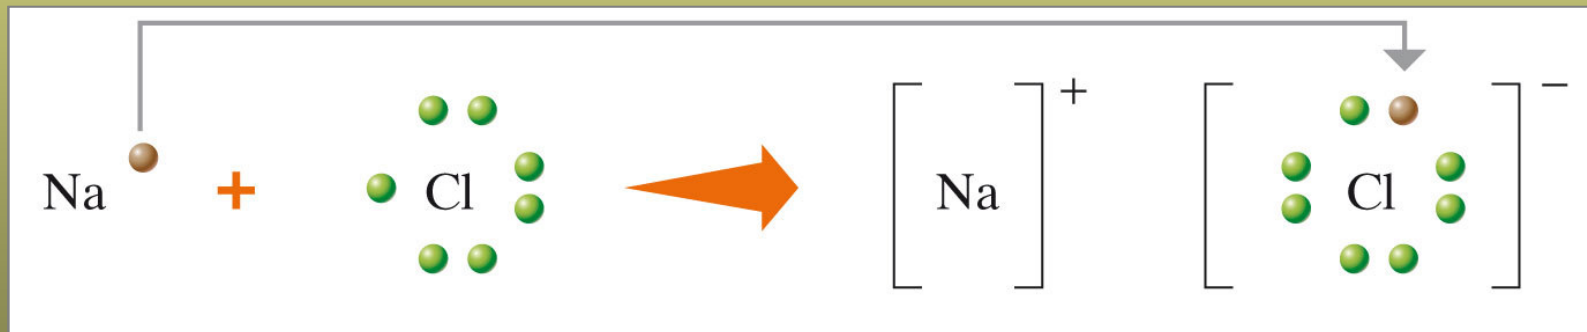 Na + Cl [ Na ]+ [ Cl ]−